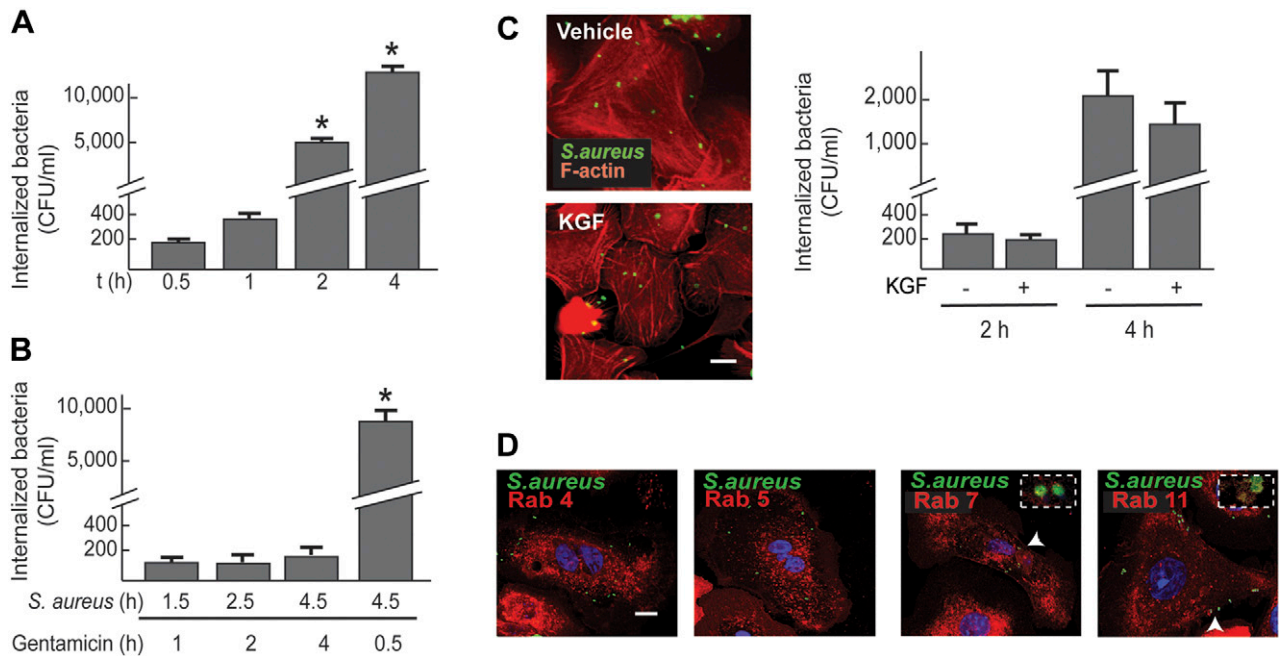 A
Internalized bacteria
(CFU/ml)
10,000
5,000
400
200
* *
t (h) 0.5 1 2 4
B
Internalized bacteria
(CFU/ml)
10,000
5,000
400
200
*
S. aureus (h) 1.5 2.5 4.5 4.5
Gentamicin (h) 1 2 4 0.5
C
Vehicle
S.aureus
F-actin
KGF
Internalized bacteria
(CFU/ml)
2,000
1,000
400
200
KGF - + - +
2 h 4 h
D
S.aureus
Rab 4
S.aureus
Rab 5
S.aureus
Rab 7
S.aureus
Rab 11